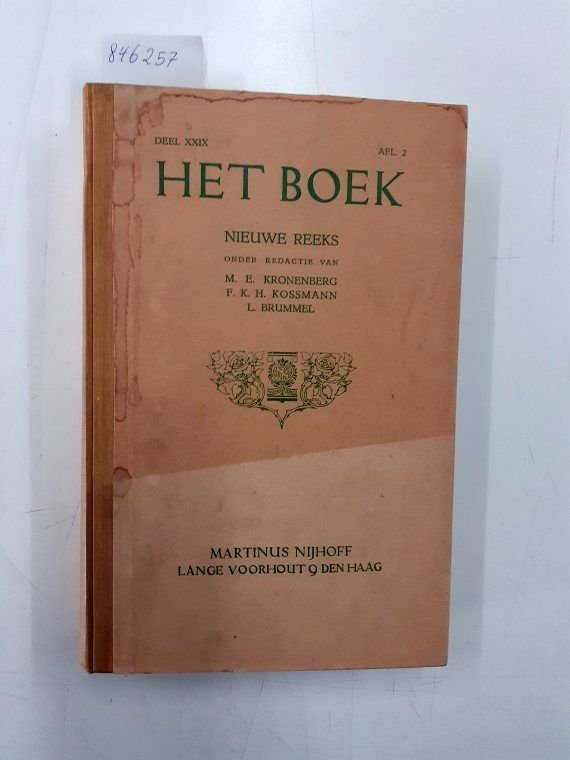 846257
DEEL XXIX
AFL. 2
HET BOEK
NIEUWE REEKS
ONDER REDACTIE VAN
M. E. KRONENBERG
F. K. H. KOSSMANN
L. BRUMMEL
MARTINUS NIJHOFF
LANGE VOORHOUT 9 DEN HAAG